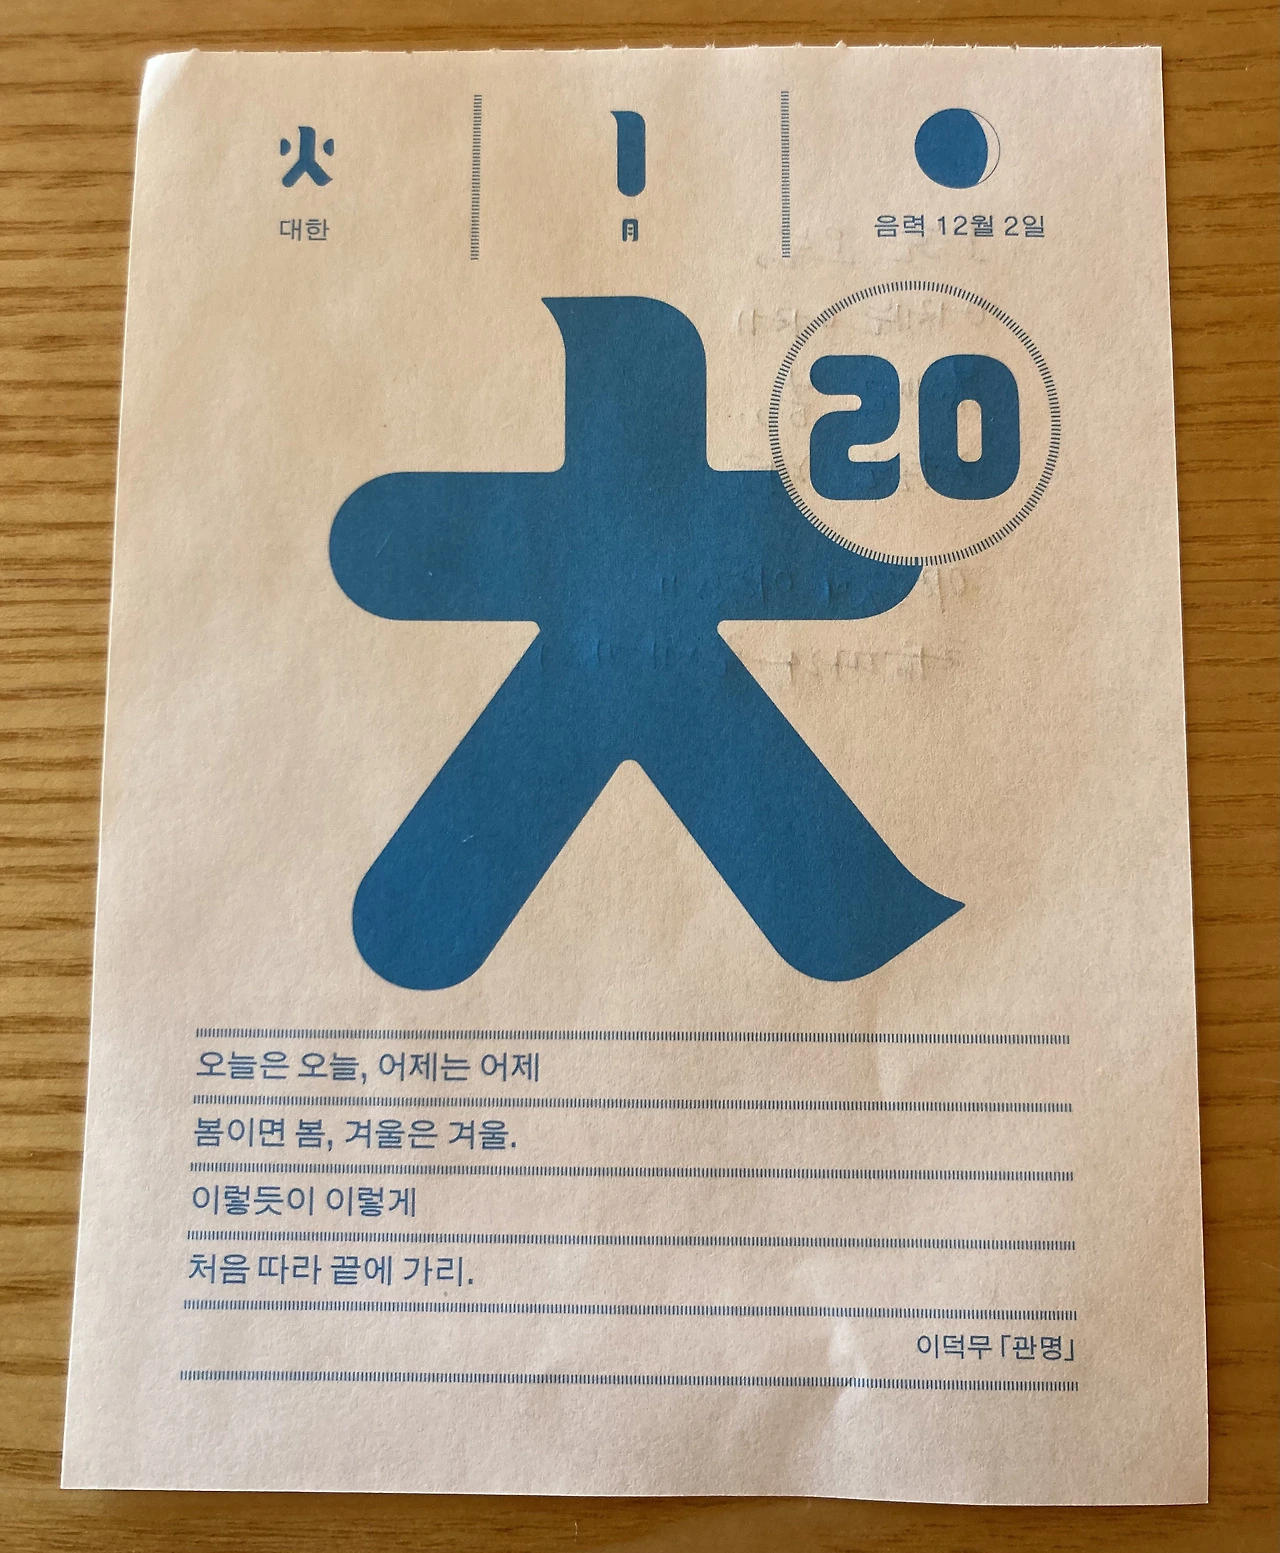 火
대한
1
月
음력 12월 2일
大
20
오늘은 오늘, 어제는 어제
봄이면 봄, 겨울은 겨울.
이렇듯이 이렇게
처음 따라 끝에 가리.
이덕무 「관명」